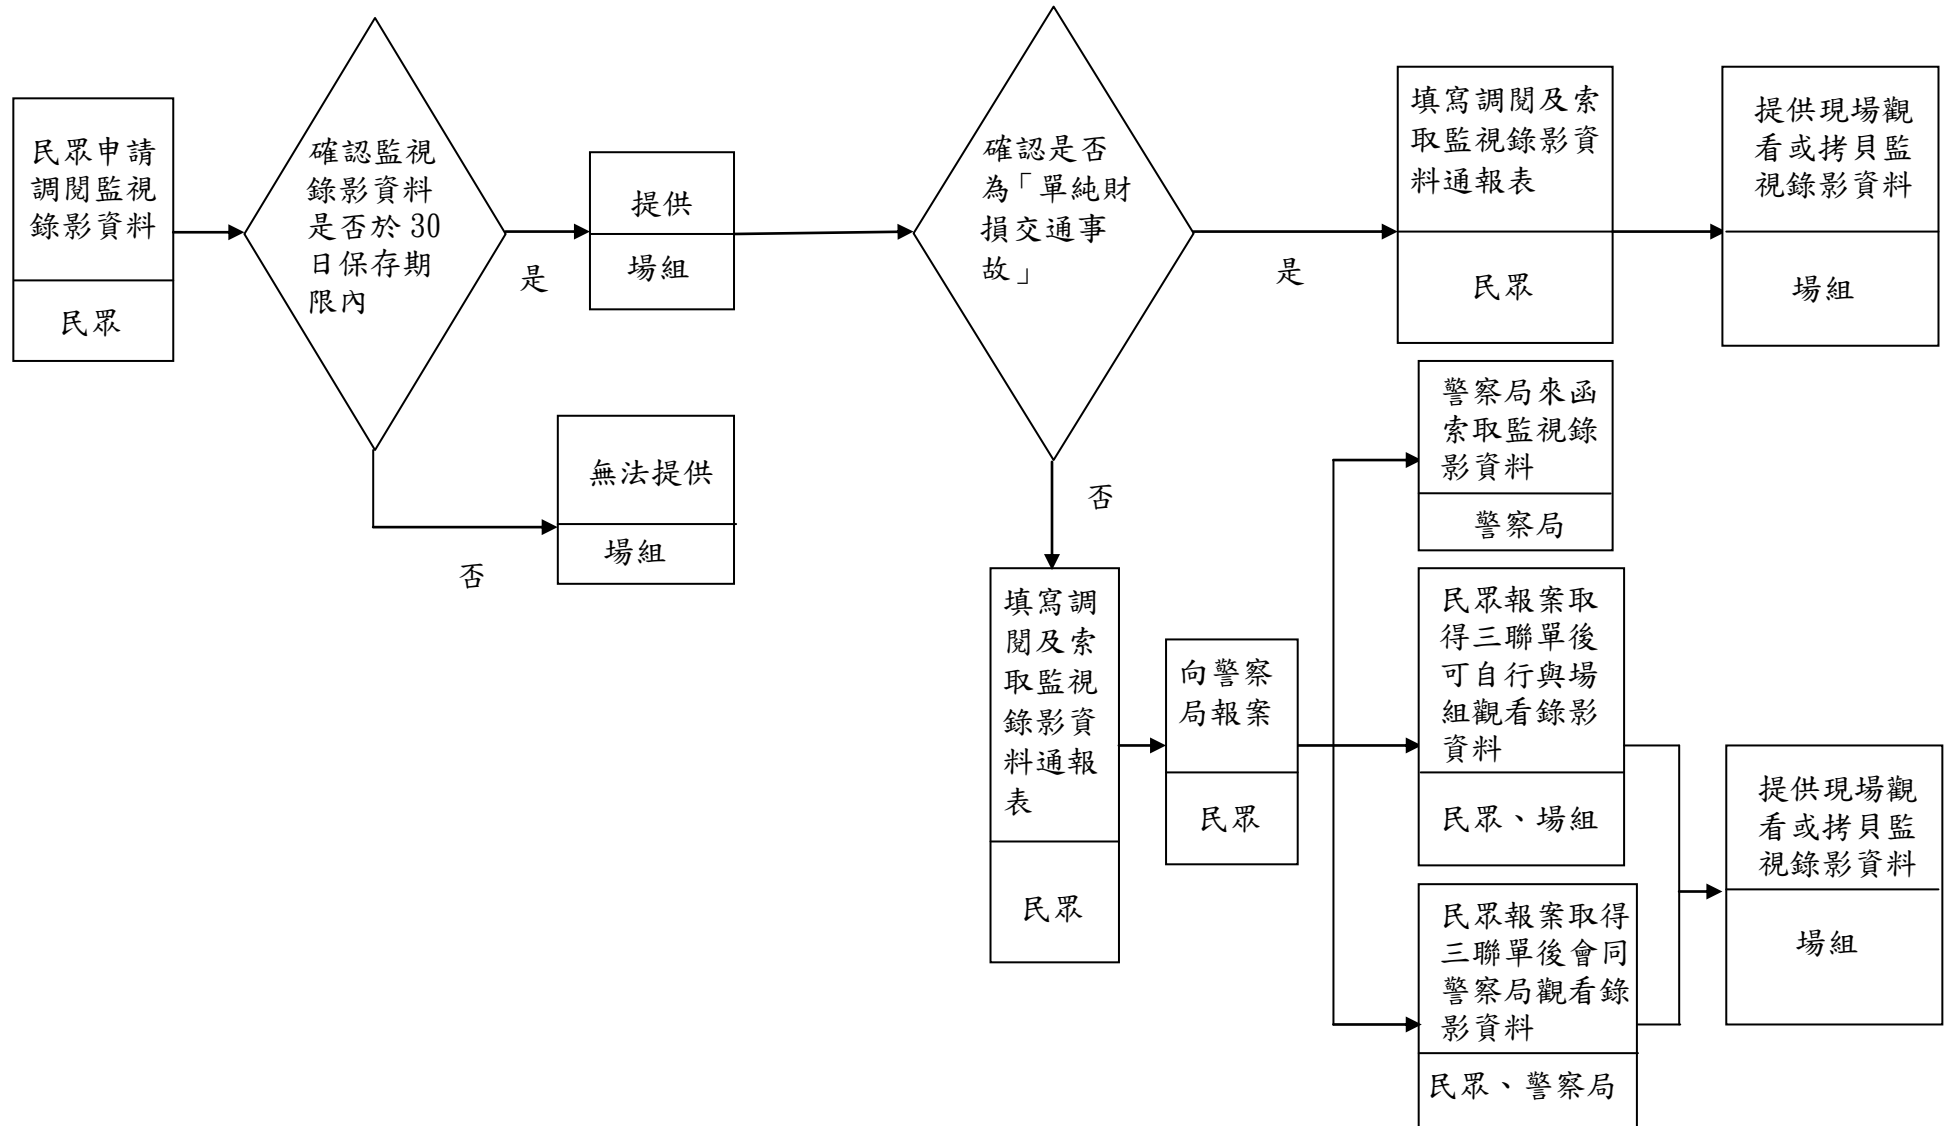 民眾申請
調閱監視
錄影資料
民眾
確認監視
錄影資料
是否於 30
日保存期
限內
是
否
提供
場組
無法提供
場組
確認是否
為「單純財
損交通事
故」
是
否
填寫調閱及索
取監視錄影資
料通報表
民眾
提供現場觀
看或拷貝監
視錄影資料
場組
填寫調
閱及索
取監視
錄影資
料通報
表
民眾
向警察
局報案
民眾
警察局來函
索取監視錄
影資料
警察局
民眾報案取
得三聯單後
可自行與場
組觀看錄影
資料
民眾、場組
民眾報案取得
三聯單後會同
警察局觀看錄
影資料
民眾、警察局
提供現場觀
看或拷貝監
視錄影資料
場組